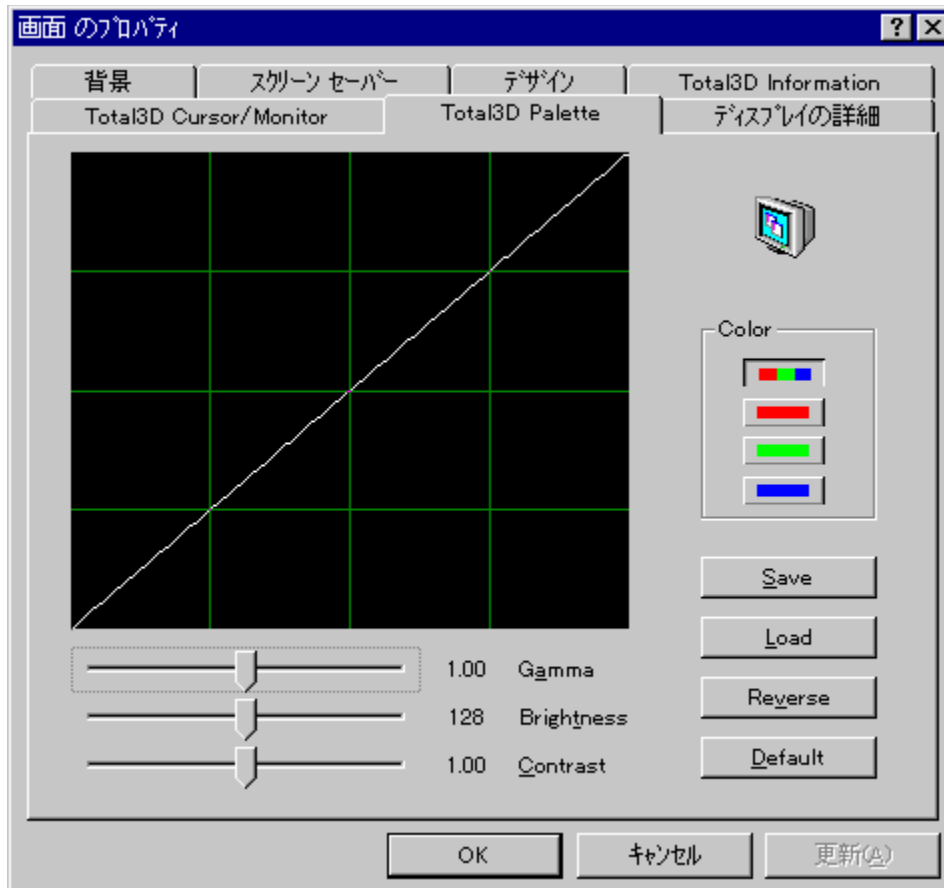 画面 のプロパティ
背景 スクリーン セーバー デザイン Total3D Information
Total3D Cursor/Monitor Total3D Palette ディスプレイの詳細
Color
Save
Load
Reverse
Default
1.00 Gamma
128 Brightness
1.00 Contrast
OK キャンセル 更新(A)